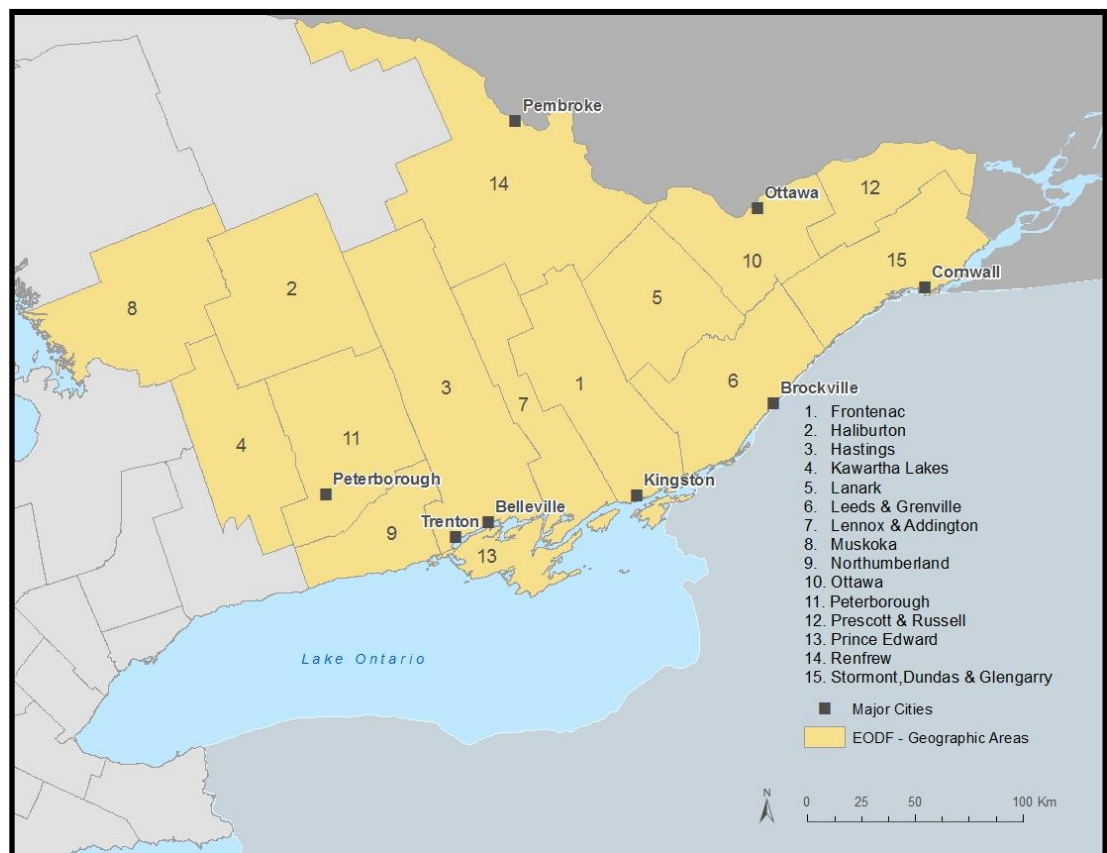 Pembroke
14
Ottawa
12
8
2
10
15
Cornwall
5
3
7
1
6
Brockville
4
11
Peterborough
Kingston
Belleville
Trenton
9
13
Lake Ontario
1. Frontenac
2. Haliburton
3. Hastings
4. Kawartha Lakes
5. Lanark
6. Leeds & Grenville
7. Lennox & Addington
8. Muskoka
9. Northumberland
10. Ottawa
11. Peterborough
12. Prescott & Russell
13. Prince Edward
14. Renfrew
15. Stormont,Dundas & Glengarry
Major Cities
EODF - Geographic Areas
N
0 25 50 100 Km